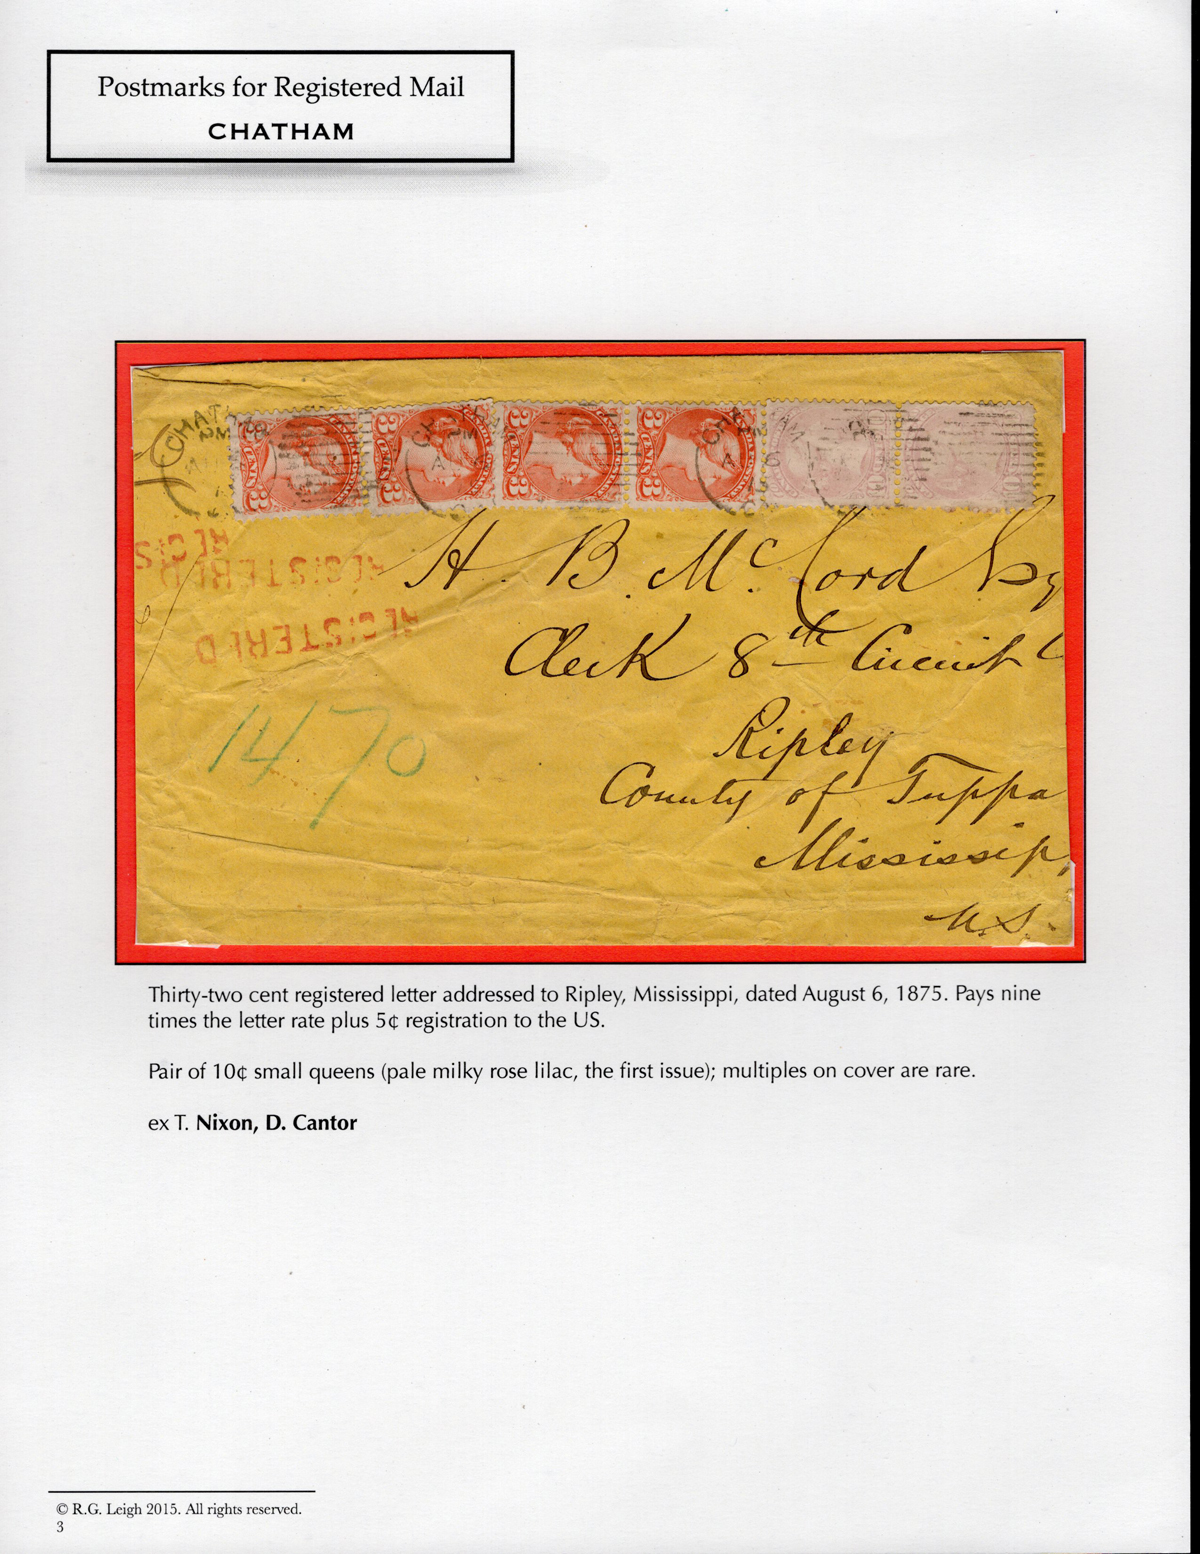 Postmarks for Registered Mail
CHATHAM
REGIS
REGISTERED
REGISTERED
H. B. McCord Esq
Clerk 8th Circuit C
Ripley
County of Tuppa
Mississip
U.S.
1470
Thirty-two cent registered letter addressed to Ripley, Mississippi, dated August 6, 1875. Pays nine
times the letter rate plus 5¢ registration to the US.
Pair of 10¢ small queens (pale milky rose lilac, the first issue); multiples on cover are rare.
ex T. Nixon, D. Cantor
© R.G. Leigh 2015. All rights reserved.
3